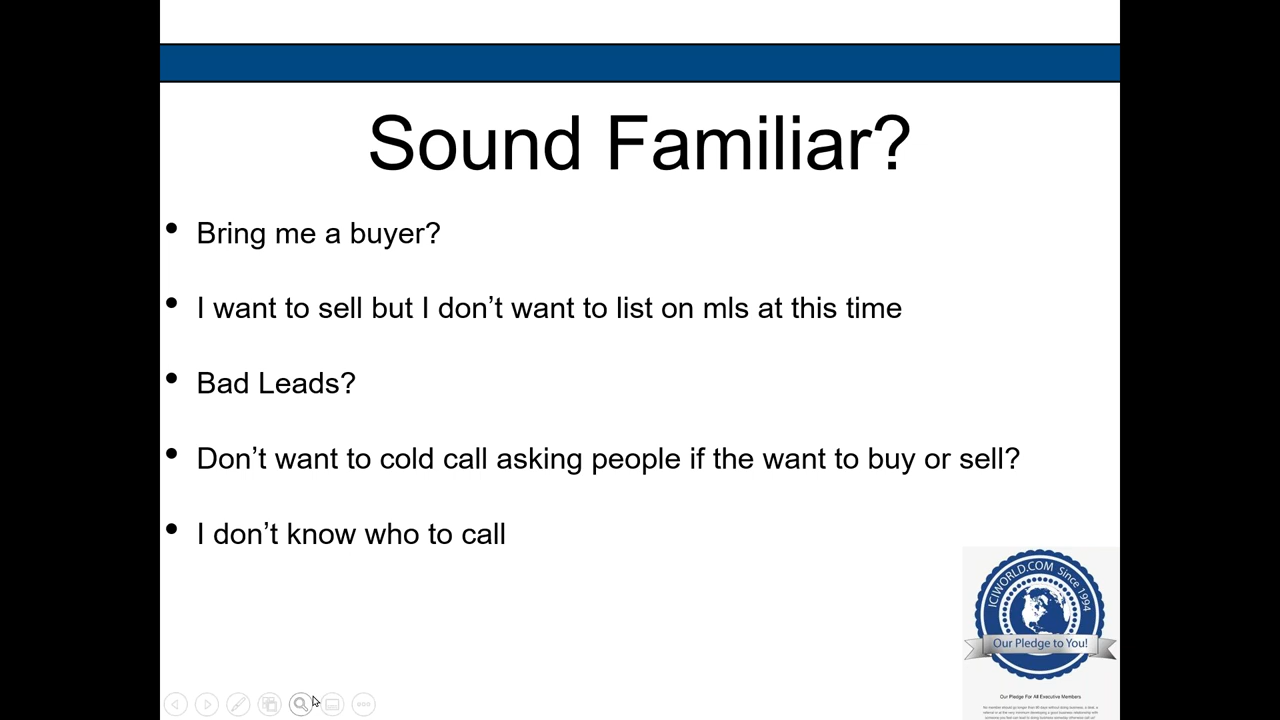 Sound Familiar?
• Bring me a buyer?
• I want to sell but I don’t want to list on mls at this time
• Bad Leads?
• Don’t want to cold call asking people if the want to buy or sell?
• I don’t know who to call
ICIWORLD.COM Since 1994
Our Pledge to You!
Our Pledge For All Executive Members